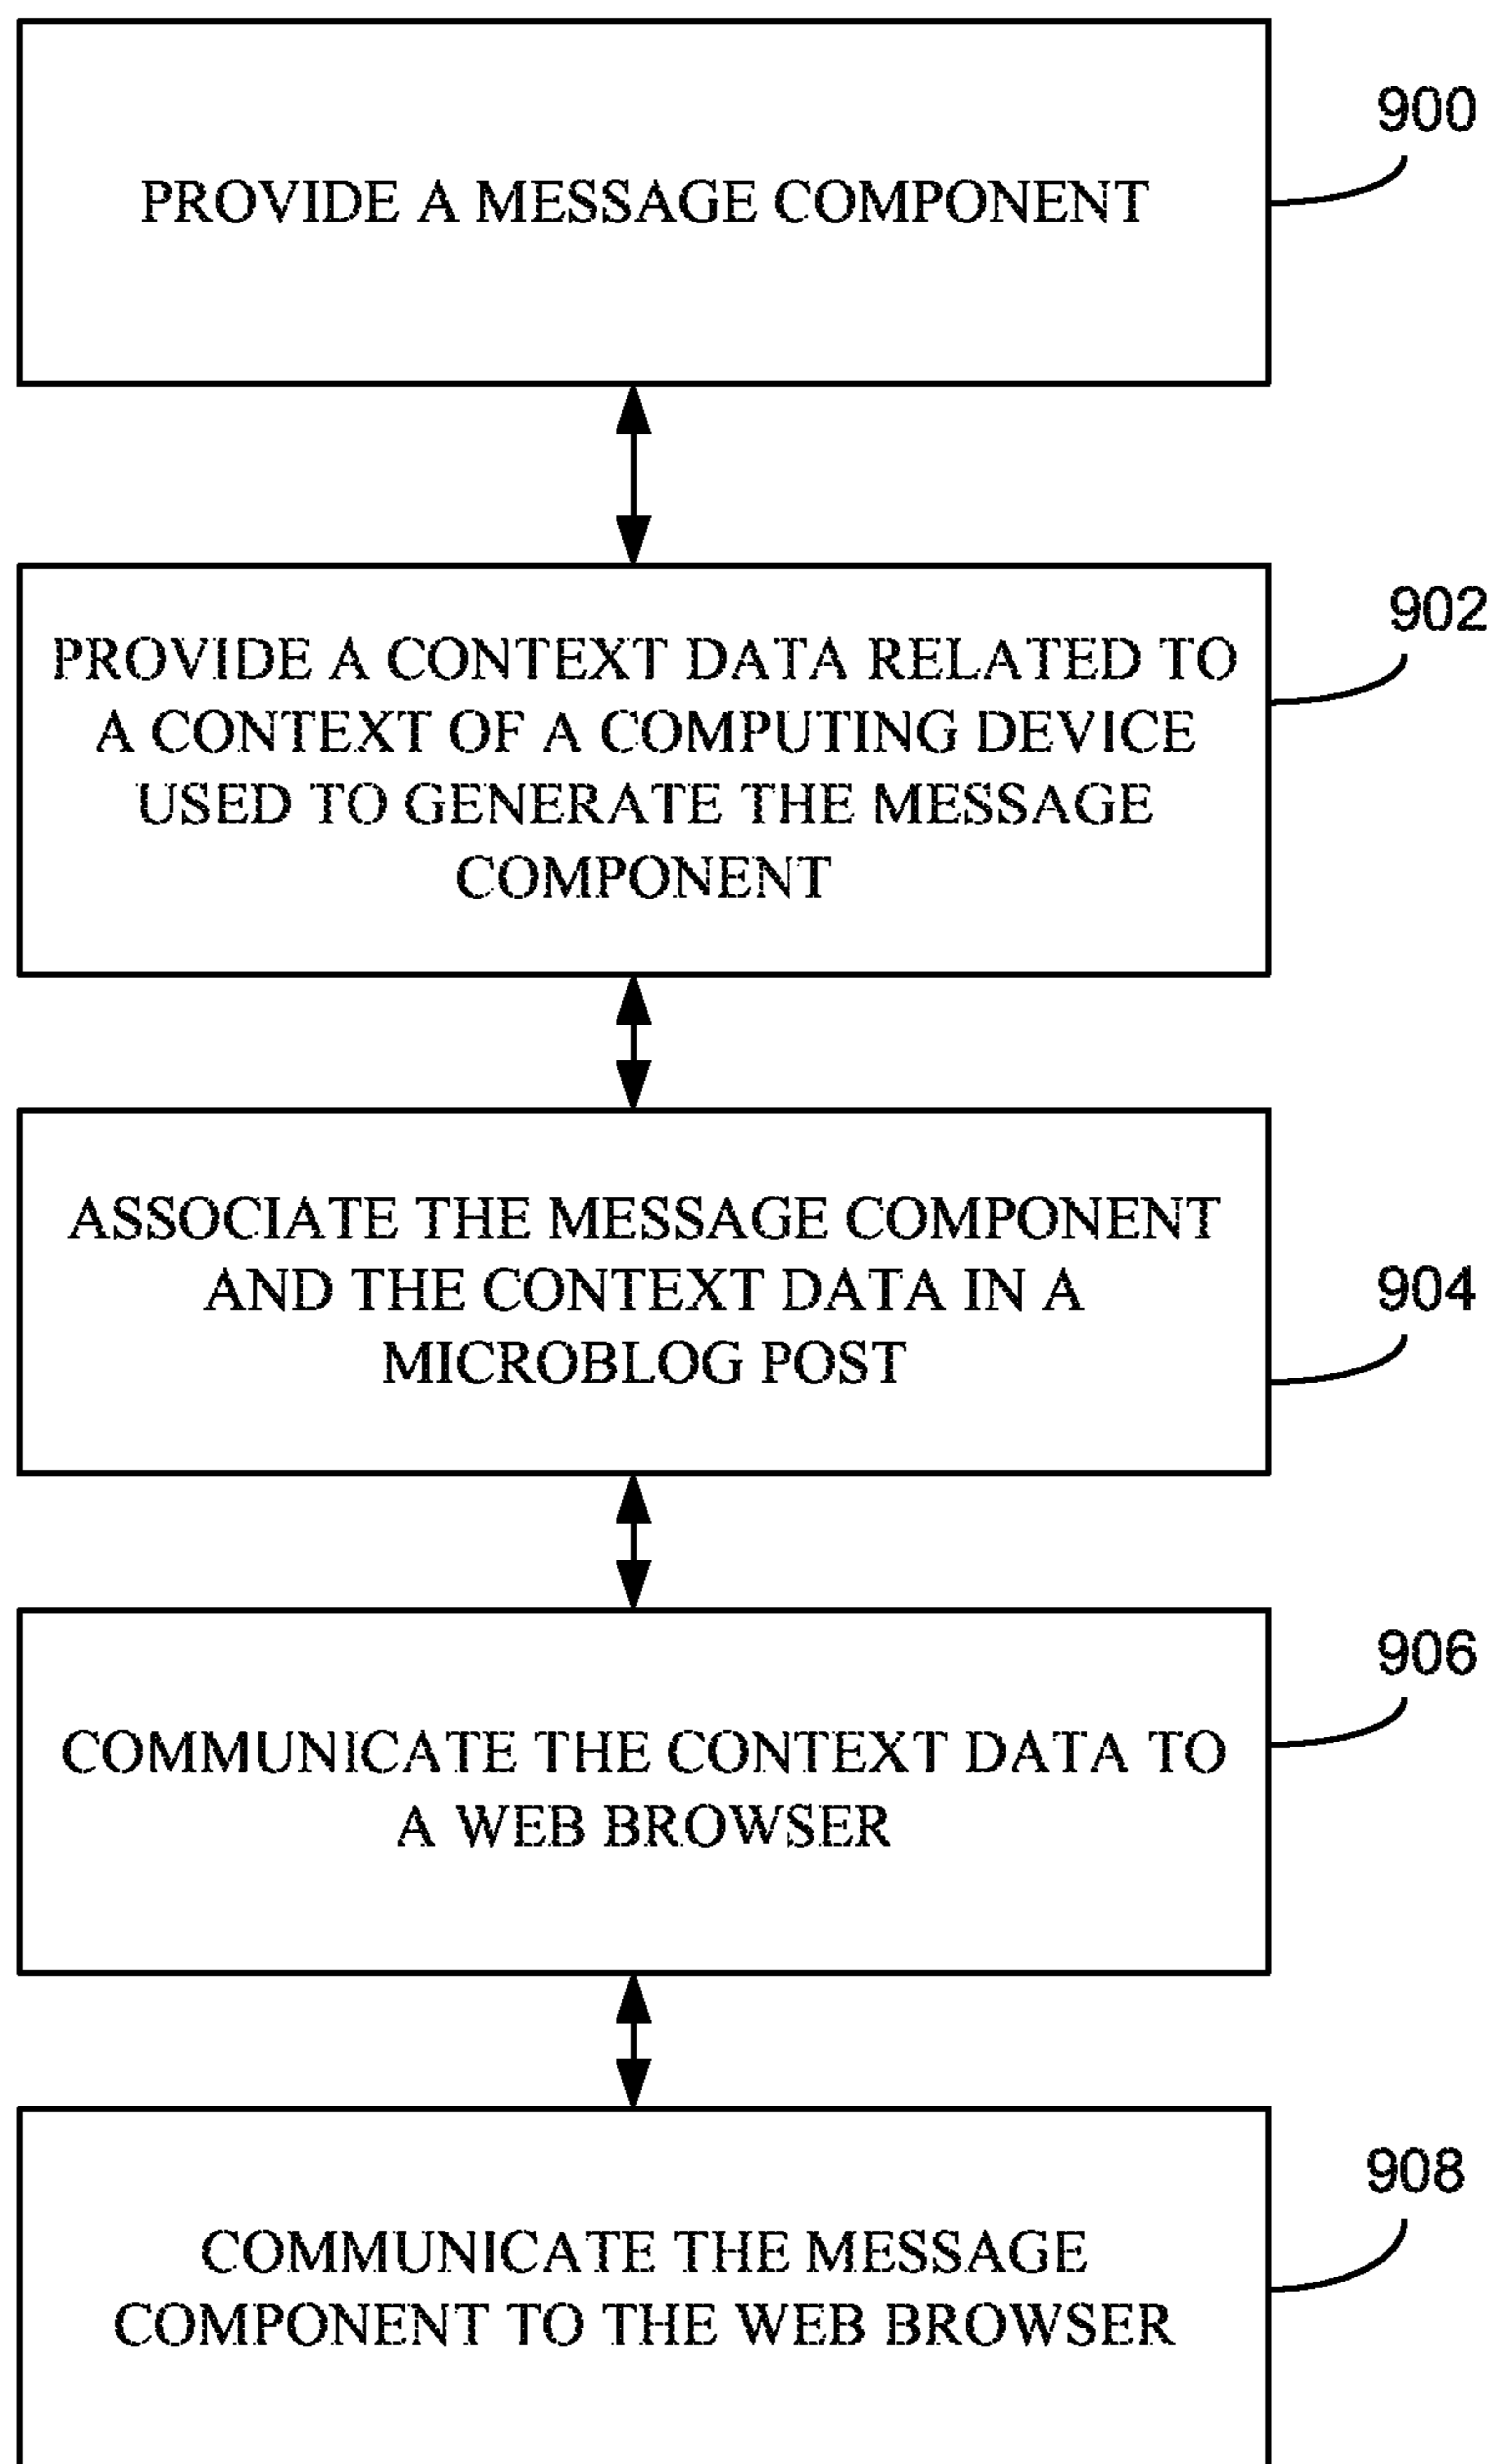 900
PROVIDE A MESSAGE COMPONENT
902
PROVIDE A CONTEXT DATA RELATED TO
A CONTEXT OF A COMPUTING DEVICE
USED TO GENERATE THE MESSAGE
COMPONENT
904
ASSOCIATE THE MESSAGE COMPONENT
AND THE CONTEXT DATA IN A
MICROBLOG POST
906
COMMUNICATE THE CONTEXT DATA TO
A WEB BROWSER
908
COMMUNICATE THE MESSAGE
COMPONENT TO THE WEB BROWSER